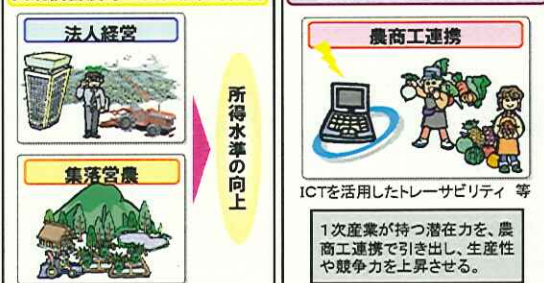 法人経営
集落営農
所得水準の向上
農商工連携
ICTを活用したトレーサビリティ 等
1次産業が持つ潜在力を、農
商工連携で引き出し、生産性
や競争力を上昇させる。